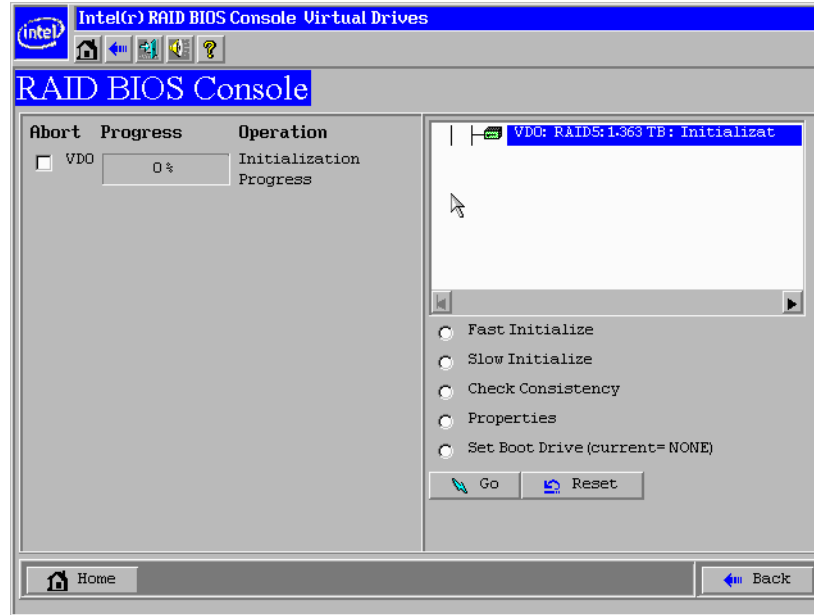 intel
Intel(r) RAID BIOS Console Virtual Drives
?
RAID BIOS Console
Abort Progress Operation
VD0 0% Initialization
Progress
VD0: RAID5: 1.363 TB: Initializat
Fast Initialize
Slow Initialize
Check Consistency
Properties
Set Boot Drive (current= NONE)
Go Reset
Home
Back